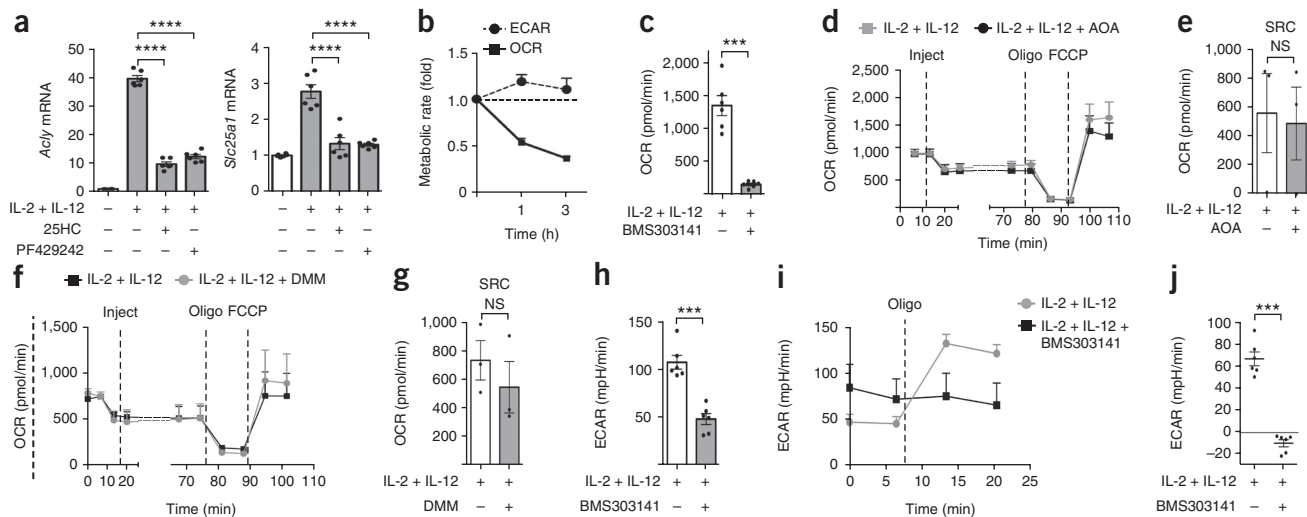 a
****
****
Acly mRNA
50
40
30
20
10
0
****
****
Slc25a1 mRNA
4
3
2
1
0
IL-2 + IL-12 – + + + – + + +
25HC – – + – – – + –
PF429242 – – – + – – – +
b
ECAR
OCR
Metabolic rate (fold)
1.5
1.0
0.5
0
1 3
Time (h)
c
***
OCR (pmol/min)
2,000
1,500
1,000
500
0
IL-2 + IL-12 + +
BMS303141 – +
d
IL-2 + IL-12 IL-2 + IL-12 + AOA
Inject Oligo FCCP
OCR (pmol/min)
2,500
2,100
1,700
1,300
900
500
0 10 20 60 70 80 90 100 110
Time (min)
e
SRC
NS
OCR (pmol/min)
1,000
800
600
400
200
0
IL-2 + IL-12 + +
AOA – +
f
IL-2 + IL-12 IL-2 + IL-12 + DMM
Inject Oligo FCCP
OCR (pmol/min)
1,500
1,000
500
0
0 10 20 70 80 90 100 110
Time (min)
g
SRC
NS
OCR (pmol/min)
1,000
800
600
400
200
0
IL-2 + IL-12 + +
DMM – +
h
***
ECAR (mpH/min)
150
100
50
0
IL-2 + IL-12 + +
BMS303141 – +
i
Oligo
IL-2 + IL-12
IL-2 + IL-12 +
BMS303141
ECAR (mpH/min)
150
100
50
0
0 5 10 15 20 25
Time (min)
j
***
ECAR (mpH/min)
100
80
60
40
20
0
–20
IL-2 + IL-12 + +
BMS303141 – +